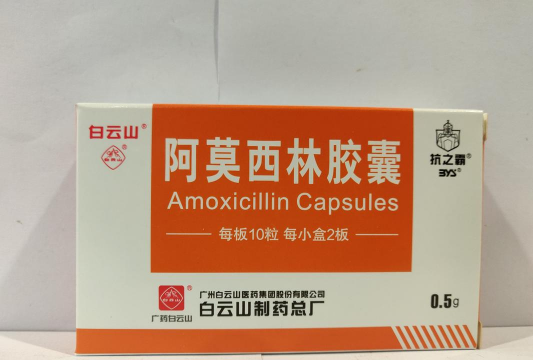 白云山®
阿莫西林胶囊
Amoxicillin Capsules
每板10粒 每小盒2板
抗之霸®
BYS®
广药白云山
广州白云山医药集团股份有限公司
白云山制药总厂
0.5g